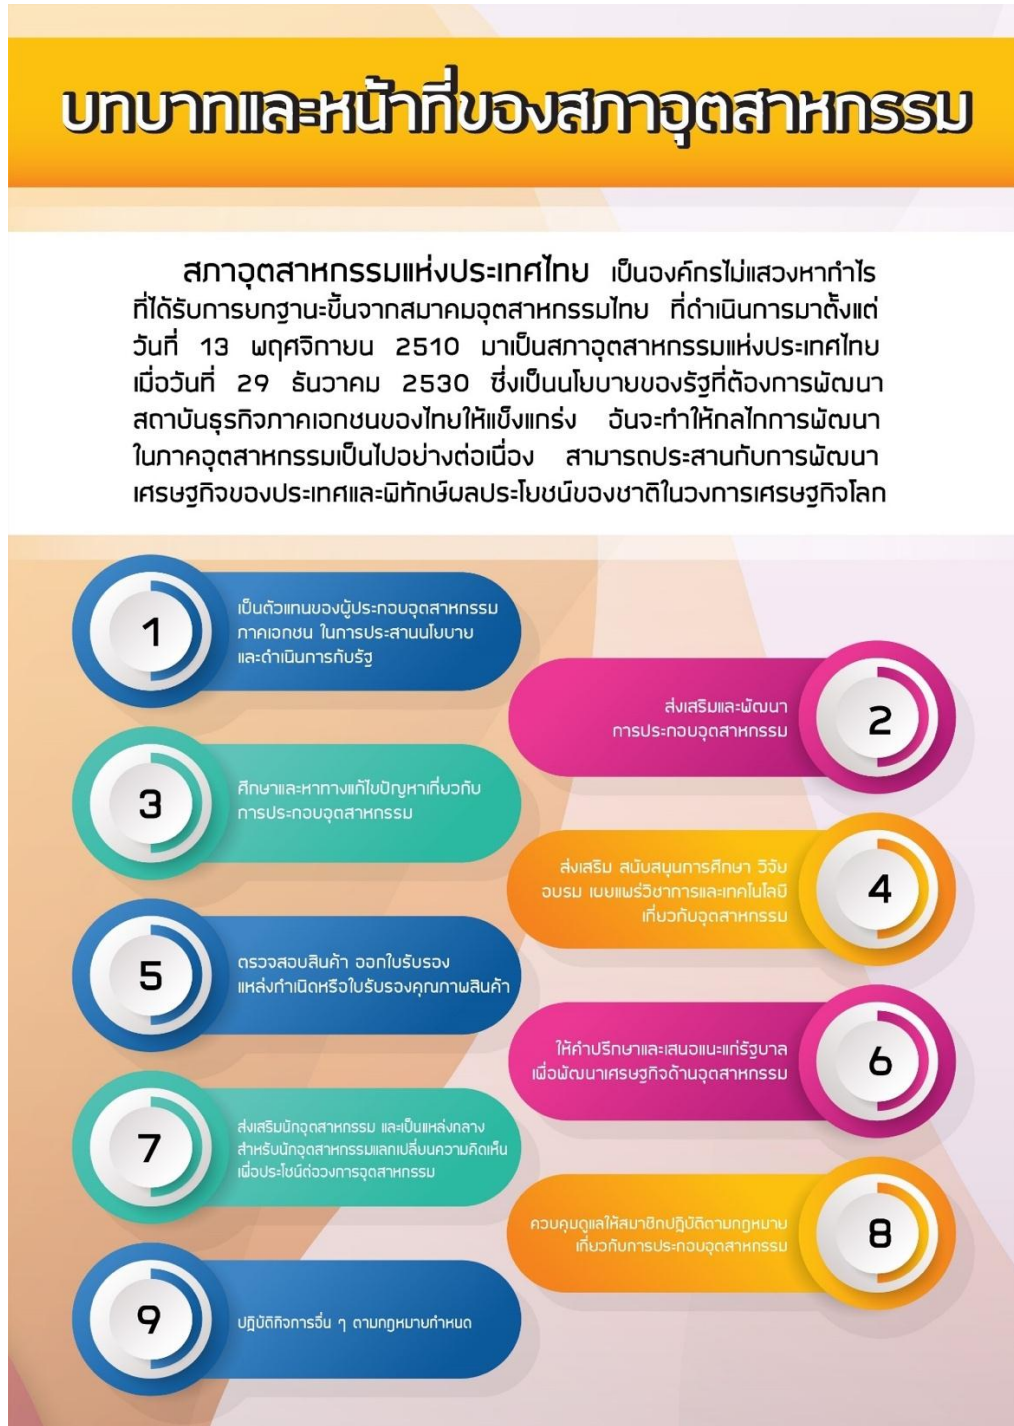 บทบาทและหน้าที่ของสภาอุตสาหกรรม
สภาอุตสาหกรรมแห่งประเทศไทย เป็นองค์กรไม่แสวงหากำไร
ที่ได้รับการยกฐานะขึ้นจากสมาคมอุตสาหกรรมไทย ที่ดำเนินการมาตั้งแต่
วันที่ 13 พฤศจิกายน 2510 มาเป็นสภาอุตสาหกรรมแห่งประเทศไทย
เมื่อวันที่ 29 ธันวาคม 2530 ซึ่งเป็นนโยบายของรัฐที่ต้องการพัฒนา
สถาบันธุรกิจภาคเอกชนของไทยให้แข็งแกร่ง อันจะทำให้กลไกการพัฒนา
ในภาคอุตสาหกรรมเป็นไปอย่างต่อเนื่อง สามารถประสานกับการพัฒนา
เศรษฐกิจของประเทศและพิทักษ์ผลประโยชน์ของชาติในวงการเศรษฐกิจโลก
1
เป็นตัวแทนของผู้ประกอบอุตสาหกรรม
ภาคเอกชน ในการประสานนโยบาย
และดำเนินการกับรัฐ
2
ส่งเสริมและพัฒนา
การประกอบอุตสาหกรรม
3
ศึกษาและหาทางแก้ไขปัญหาเกี่ยวกับ
การประกอบอุตสาหกรรม
4
ส่งเสริม สนับสนุนการศึกษา วิจัย
อบรม เผยแพร่วิชาการและเทคโนโลยี
เกี่ยวกับอุตสาหกรรม
5
ตรวจสอบสินค้า ออกใบรับรอง
แหล่งกำเนิดหรือใบรับรองคุณภาพสินค้า
6
ให้คำปรึกษาและเสนอแนะแก่รัฐบาล
เพื่อพัฒนาเศรษฐกิจด้านอุตสาหกรรม
7
ส่งเสริมนักอุตสาหกรรม และเป็นแหล่งกลาง
สำหรับนักอุตสาหกรรมแลกเปลี่ยนความคิดเห็น
เพื่อประโยชน์ต่อวงการอุตสาหกรรม
8
ควบคุมดูแลให้สมาชิกปฏิบัติตามกฎหมาย
เกี่ยวกับการประกอบอุตสาหกรรม
9
ปฏิบัติกิจการอื่น ๆ ตามกฎหมายกำหนด